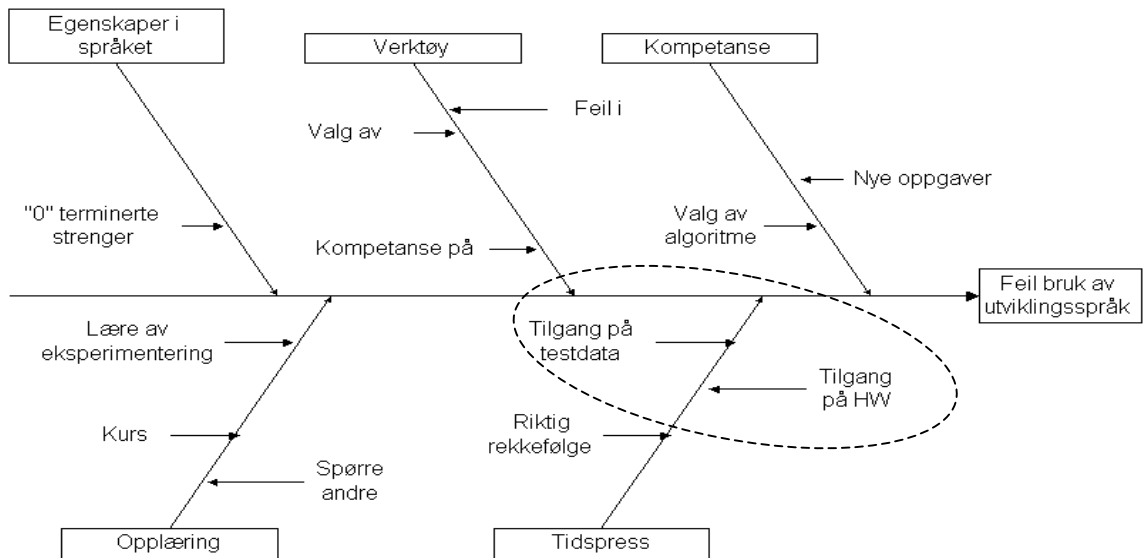 Egenskaper i
språket
Verktøy
Kompetanse
Feil i
Valg av
Nye oppgaver
"0" terminerte
strenger
Valg av
algoritme
Kompetanse på
Feil bruk av
utviklingsspråk
Lære av
eksperimentering
Tilgang på
testdata
Tilgang
på HW
Kurs
Riktig
rekkefølge
Spørre
andre
Opplæring
Tidspress